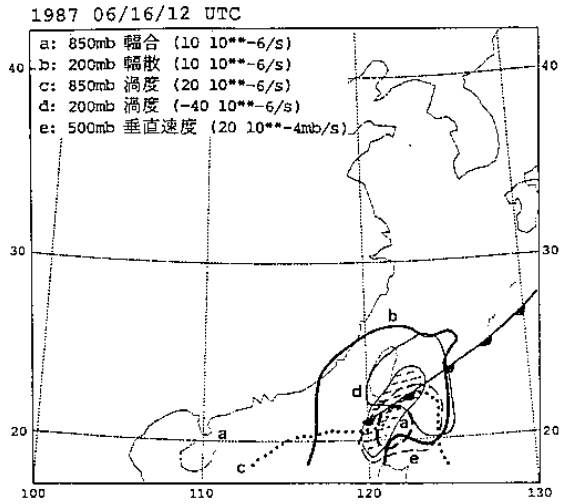 1987 06/16/12 UTC
a: 850mb 輻合 (10 10**-6/s)
b: 200mb 輻散 (10 10**-6/s)
c: 850mb 渦度 (20 10**-6/s)
d: 200mb 渦度 (-40 10**-6/s)
e: 500mb 垂直速度 (20 10**-4mb/s)
40
40
30
30
b
d
a
a
20
20
c
e
100
110
120
130